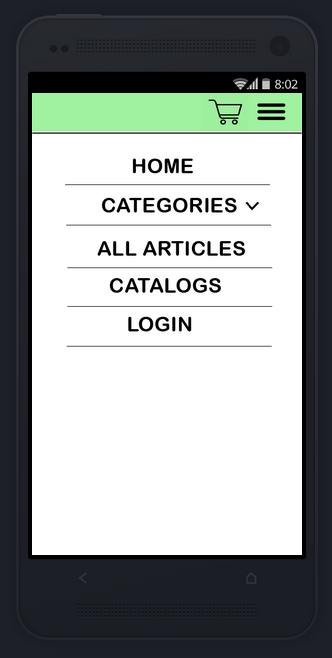 8:02
HOME
CATEGORIES
ALL ARTICLES
CATALOGS
LOGIN